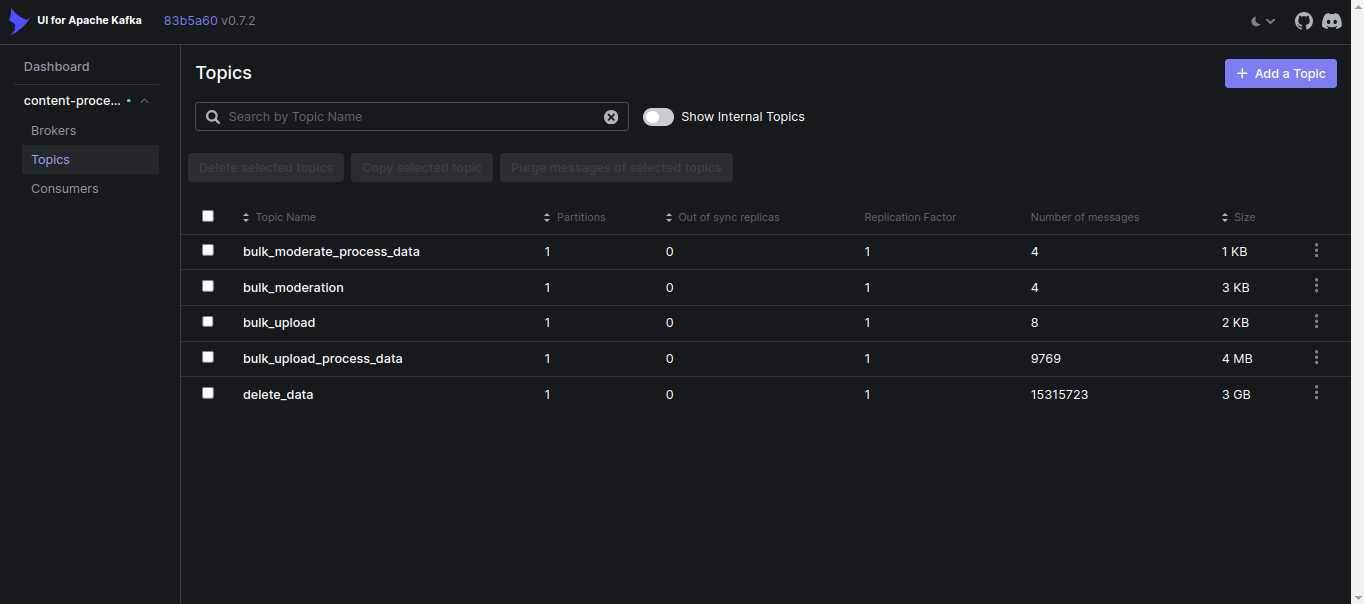 UI for Apache Kafka 83b5a60 v0.7.2
Dashboard
content-proce...
Brokers
Topics
Consumers
Topics
Add a Topic
Search by Topic Name
Show Internal Topics
Delete selected topics Copy selected topic Purge messages of selected topics
Topic Name Partitions Out of sync replicas Replication Factor Number of messages Size
bulk_moderate_process_data 1 0 1 4 1 KB
bulk_moderation 1 0 1 4 3 KB
bulk_upload 1 0 1 8 2 KB
bulk_upload_process_data 1 0 1 9769 4 MB
delete_data 1 0 1 15315723 3 GB